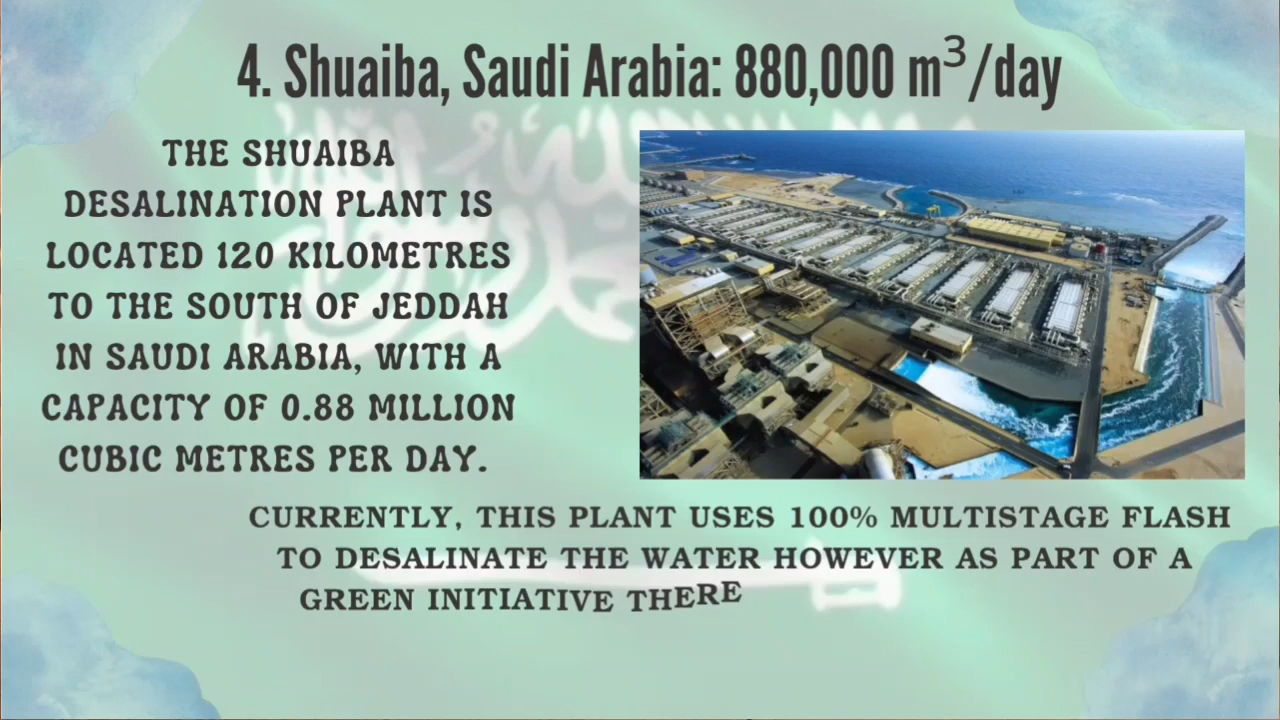 4. Shuaiba, Saudi Arabia: 880,000 m³/day
THE SHUAIBA
DESALINATION PLANT IS
LOCATED 120 KILOMETRES
TO THE SOUTH OF JEDDAH
IN SAUDI ARABIA, WITH A
CAPACITY OF 0.88 MILLION
CUBIC METRES PER DAY.
CURRENTLY, THIS PLANT USES 100% MULTISTAGE FLASH
TO DESALINATE THE WATER HOWEVER AS PART OF A
GREEN INITIATIVE THERE